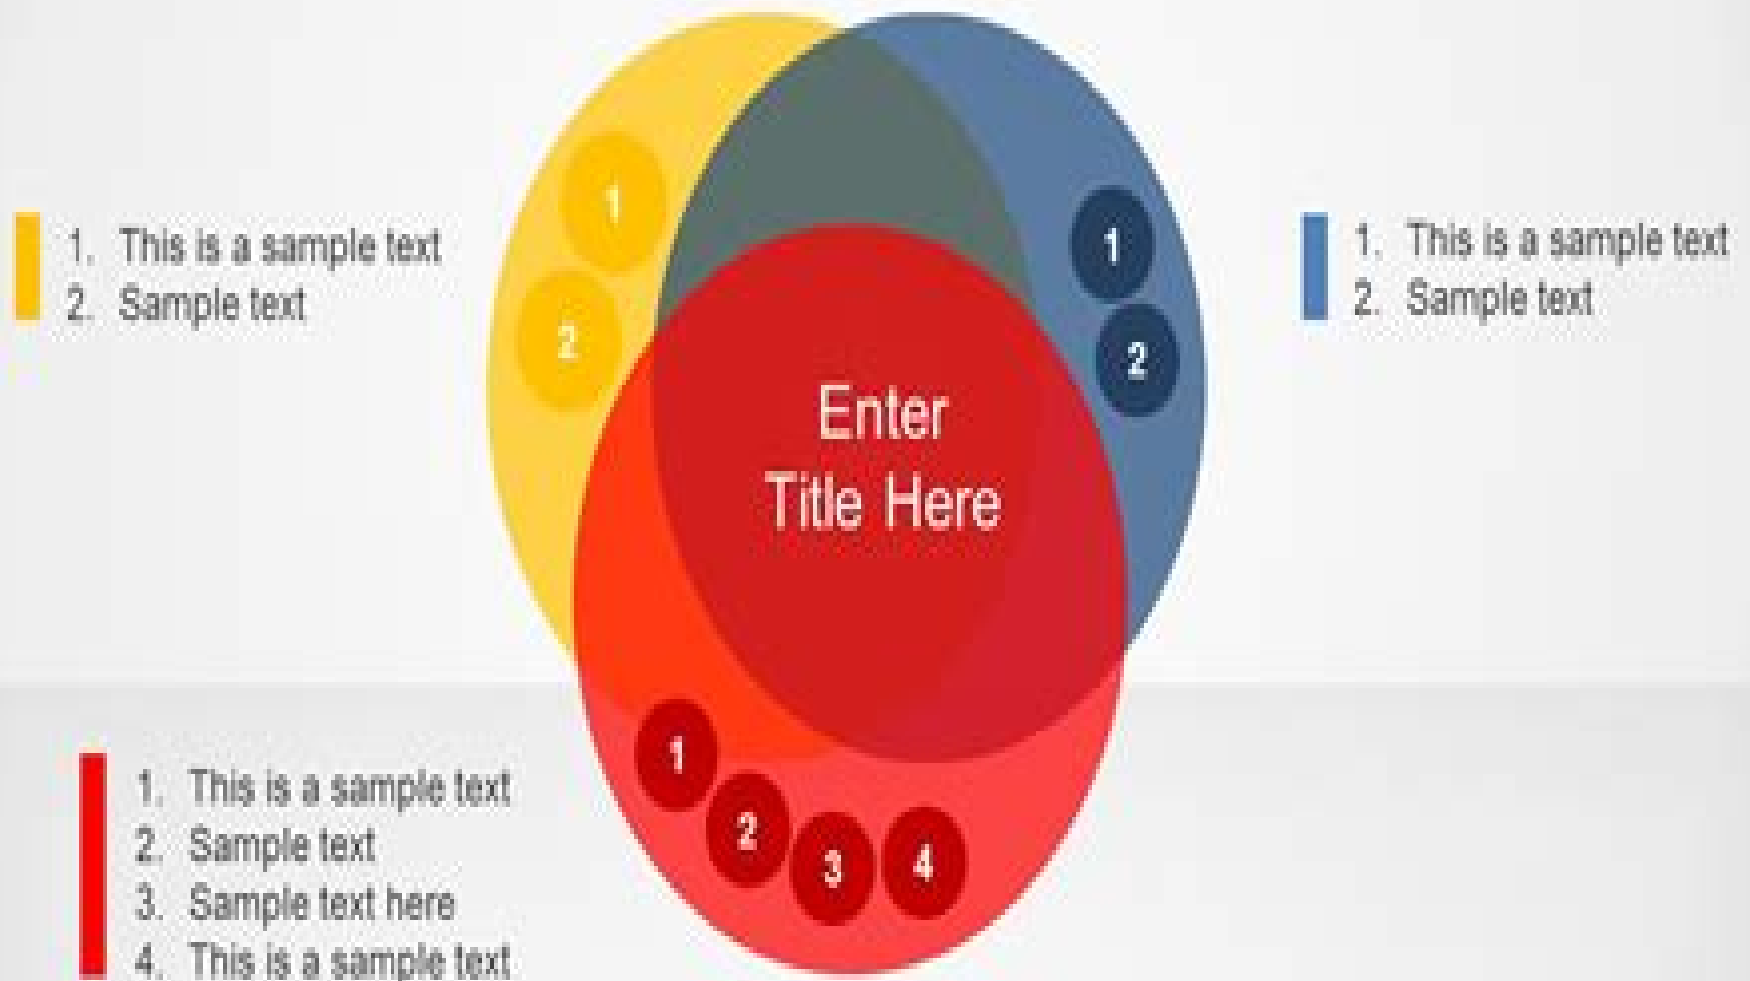 1. This is a sample text
2. Sample text
1
2
1
2
1. This is a sample text
2. Sample text
Enter
Title Here
1
2
3
4
1. This is a sample text
2. Sample text
3. Sample text here
4. This is a sample text